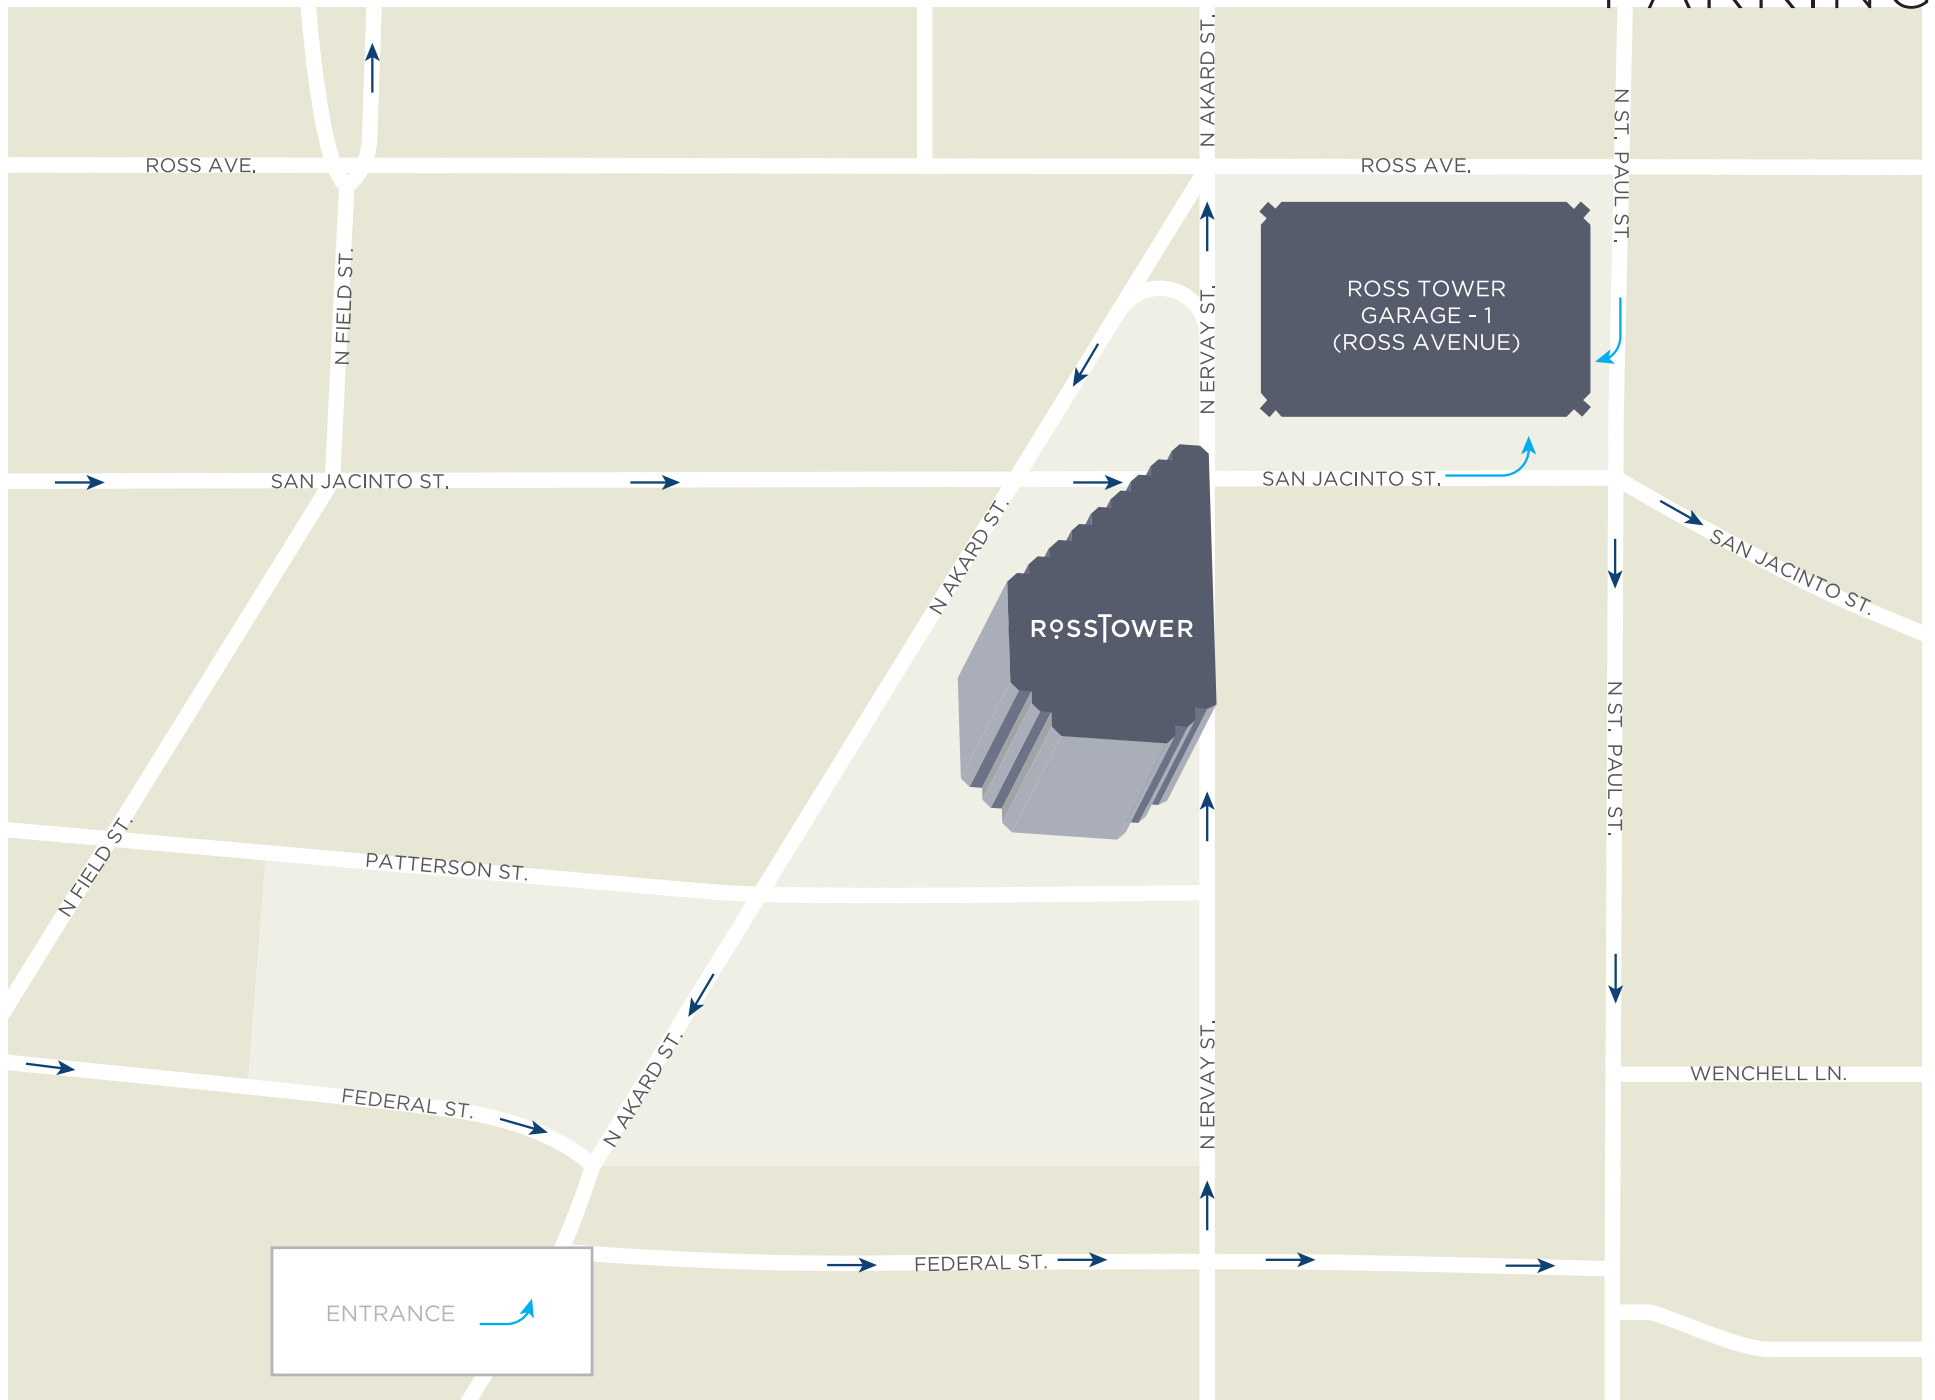 PARKING
N AKARD ST.
N ST. PAUL ST.
ROSS AVE.
ROSS AVE.
N FIELD ST.
N ERVAY ST.
ROSS TOWER
GARAGE - 1
(ROSS AVENUE)
SAN JACINTO ST.
SAN JACINTO ST.
SAN JACINTO ST.
N AKARD ST.
ROSSTOWER
N ST. PAUL ST.
N FIELD ST.
PATTERSON ST.
N AKARD ST.
N ERVAY ST.
WENCHELL LN.
FEDERAL ST.
FEDERAL ST.
ENTRANCE